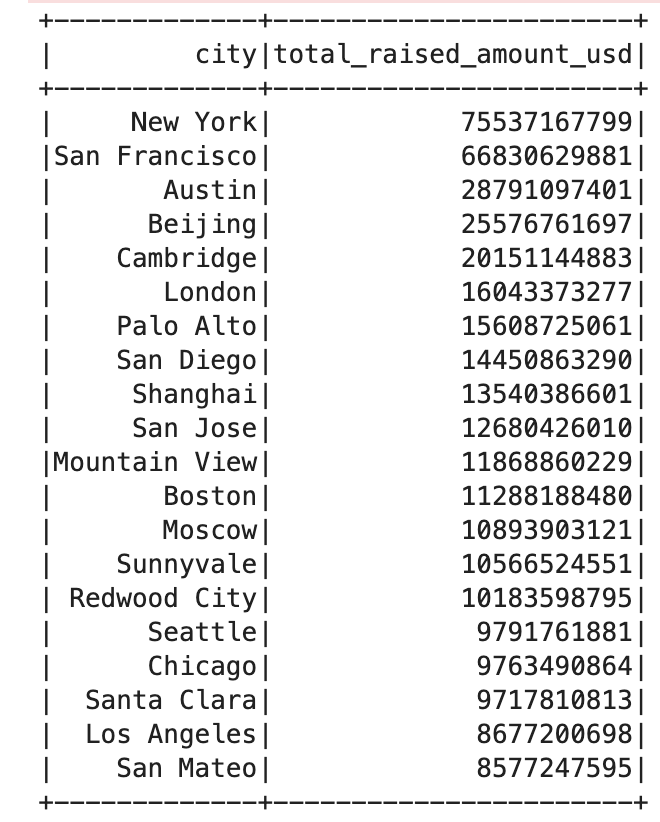 +-------------+-----------------------+
|         city|total_raised_amount_usd|
+-------------+-----------------------+
|     New York|            75537167799|
|San Francisco|            66830629881|
|       Austin|            28791097401|
|      Beijing|            25576761697|
|    Cambridge|            20151144883|
|       London|            16043373277|
|    Palo Alto|            15608725061|
|    San Diego|            14450863290|
|     Shanghai|            13540386601|
|     San Jose|            12680426010|
|Mountain View|            11868860229|
|       Boston|            11288188480|
|       Moscow|            10893903121|
|    Sunnyvale|            10566524551|
| Redwood City|            10183598795|
|      Seattle|             9791761881|
|      Chicago|             9763490864|
|  Santa Clara|             9717810813|
|  Los Angeles|             8677200698|
|    San Mateo|             8577247595|
+-------------+-----------------------+